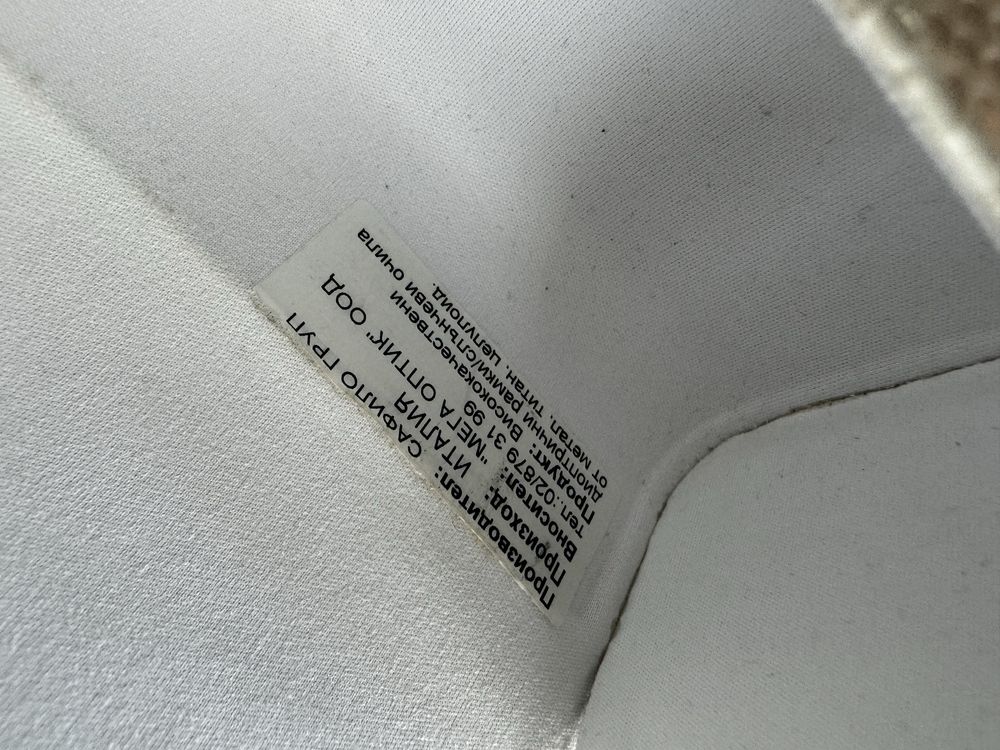 Производител: САФИЛО ГРУП
Произход: ИТАЛИЯ
Вносител: "МЕГА ОПТИК" ООД
тел.:02/879 31 99
Продукт: Висококачествени
диоптрични рамки/слънчеви очила
от метал, титан, целулоид.